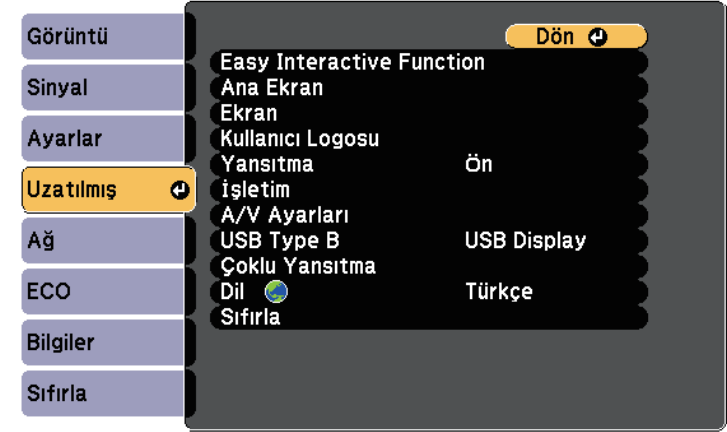 Görüntü
Sinyal
Ayarlar
Uzatılmış
Ağ
ECO
Bilgiler
Sıfırla
Dön
Easy Interactive Function
Ana Ekran
Ekran
Kullanıcı Logosu
Yansıtma Ön
İşletim
A/V Ayarları
USB Type B USB Display
Çoklu Yansıtma
Dil Türkçe
Sıfırla